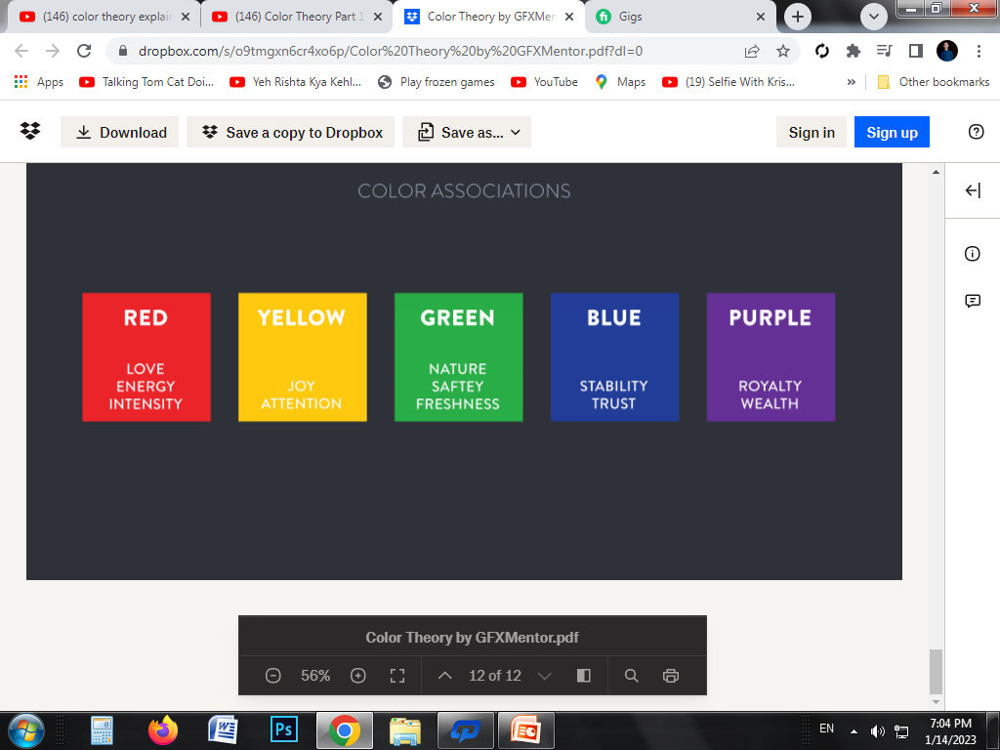 (146) color theory explain
(146) Color Theory Part 1
Color Theory by GFXMen
Gigs
dropbox.com/s/o9tmgxn6cr4xo6p/Color%20Theory%20by%20GFXMentor.pdf?dl=0
Apps
Talking Tom Cat Doi...
Yeh Rishta Kya Kehl...
Play frozen games
YouTube
Maps
(19) Selfie With Kris...
»
Other bookmarks
Download
Save a copy to Dropbox
Save as...
Sign in
Sign up
COLOR ASSOCIATIONS
RED
LOVE
ENERGY
INTENSITY
YELLOW
JOY
ATTENTION
GREEN
NATURE
SAFTEY
FRESHNESS
BLUE
STABILITY
TRUST
PURPLE
ROYALTY
WEALTH
Color Theory by GFXMentor.pdf
56%
12 of 12
Ps
EN
7:04 PM
1/14/2023